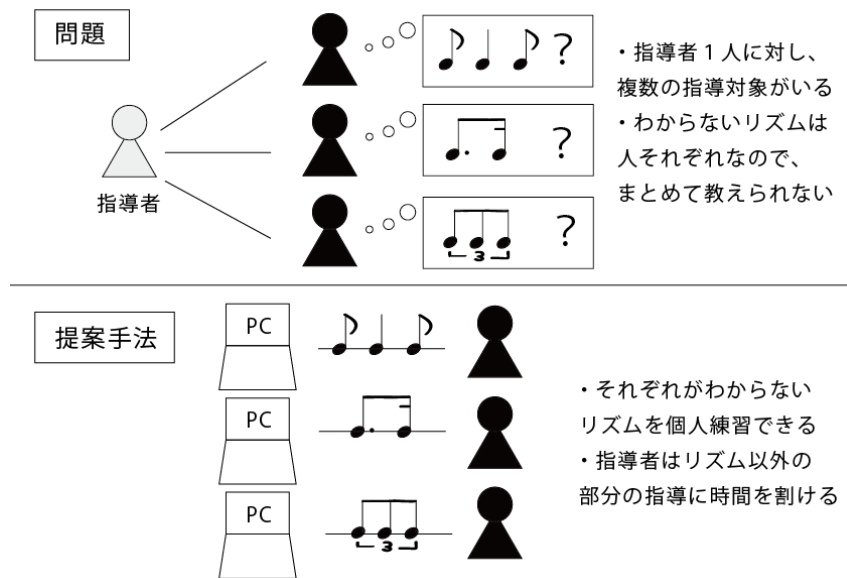 問題
指導者
?
?
3
?
・指導者1人に対し、
複数の指導対象がいる
・わからないリズムは
人それぞれなので、
まとめて教えられない
提案手法
PC
PC
PC
3
・それぞれがわからない
リズムを個人練習できる
・指導者はリズム以外の
部分の指導に時間を割ける